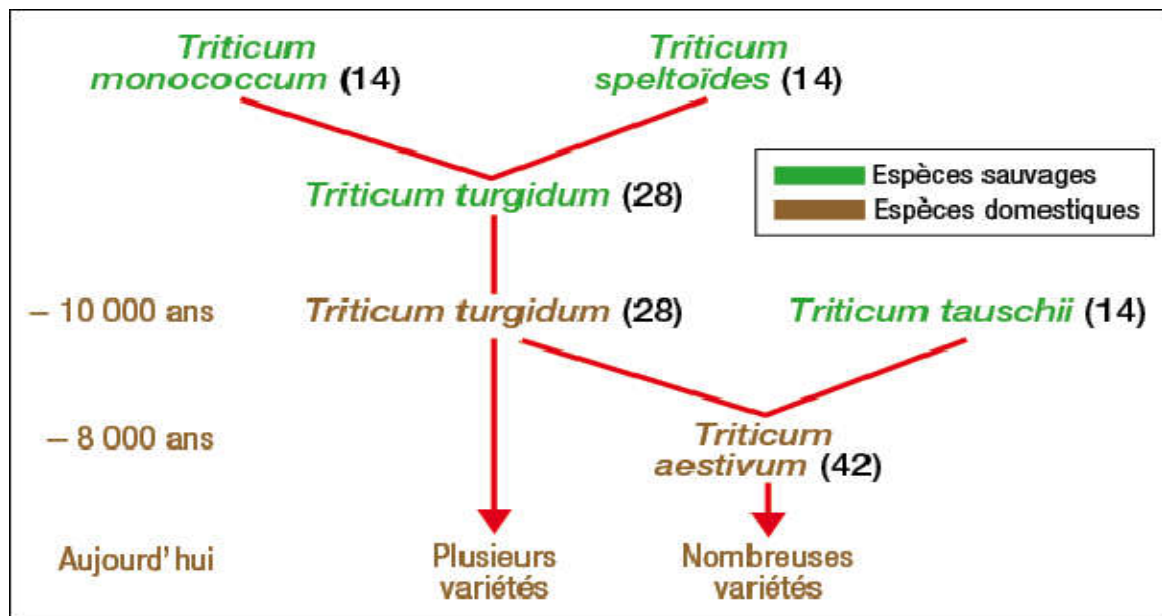 Triticum
monococcum (14)
Triticum
speltoïdes (14)
Triticum turgidum (28)
Espèces sauvages
Espèces domestiques
– 10 000 ans
Triticum turgidum (28)
Triticum tauschii (14)
– 8 000 ans
Triticum
aestivum (42)
Aujourd'hui
Plusieurs
variétés
Nombreuses
variétés